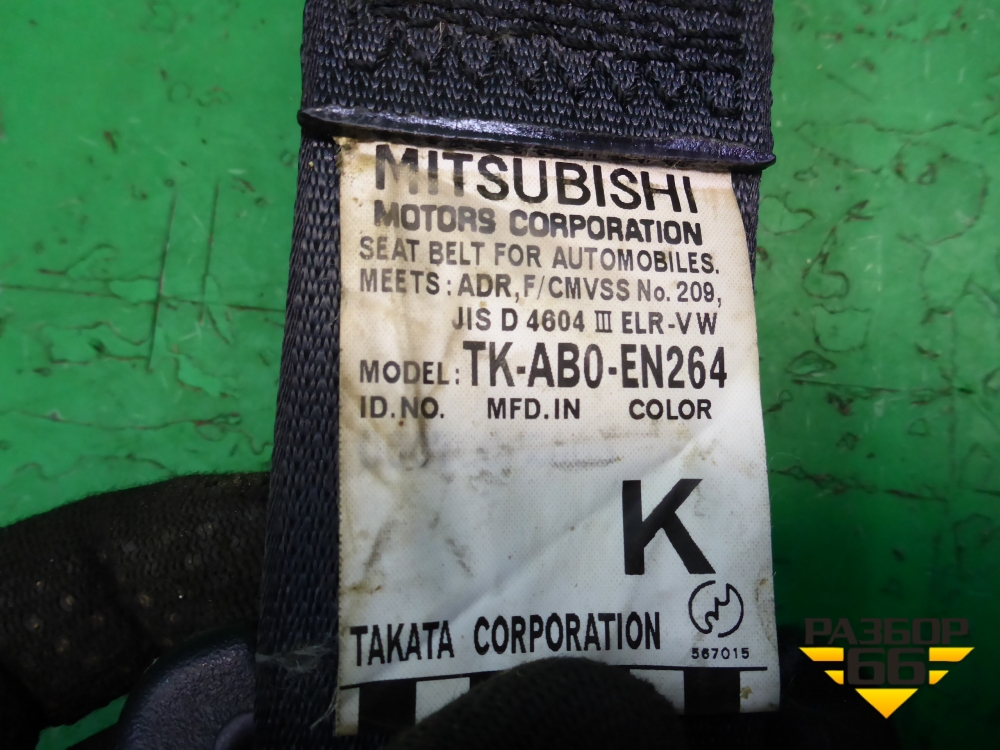 MITSUBISHI
MOTORS CORPORATION
SEAT BELT FOR AUTOMOBILES.
MEETS : ADR, F/CMVSS No. 209,
JIS D 4604 III ELR-VW
MODEL: TK-AB0-EN264
ID.NO. MFD.IN COLOR
K
TAKATA CORPORATION
567015
РАЗБОР
66